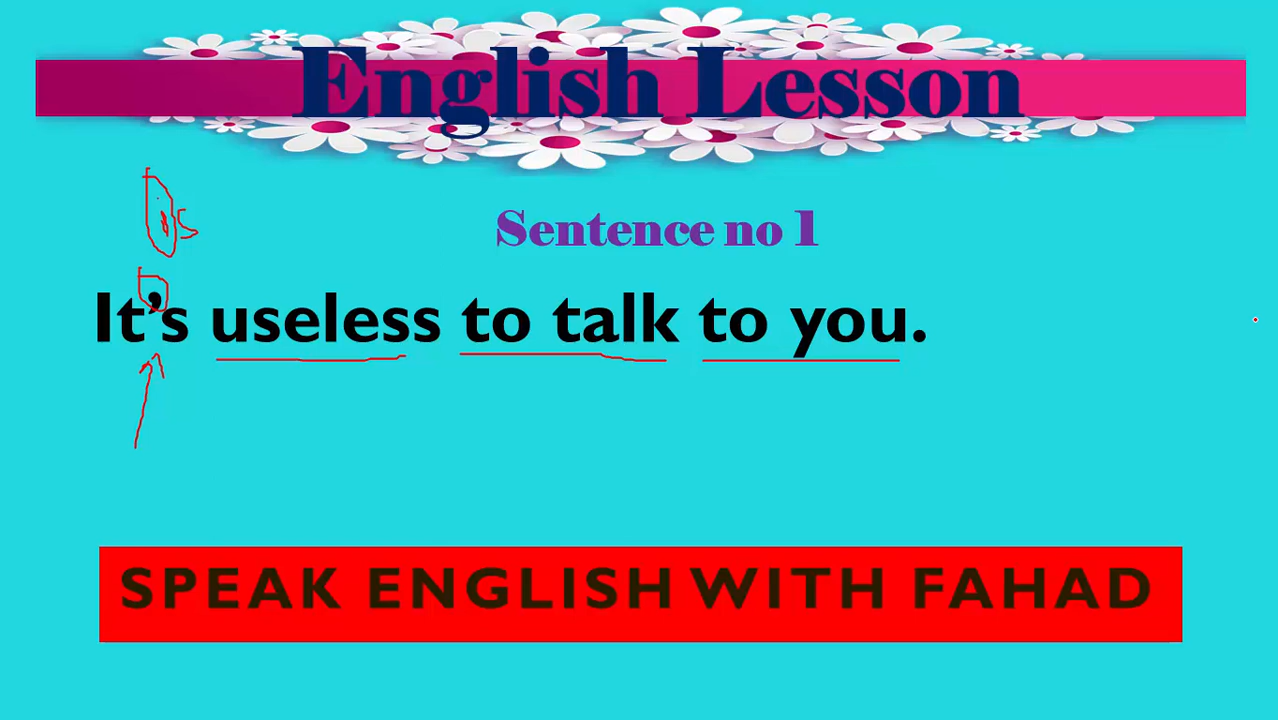 English Lesson
Sentence no 1
It's useless to talk to you.
SPEAK ENGLISH WITH FAHAD